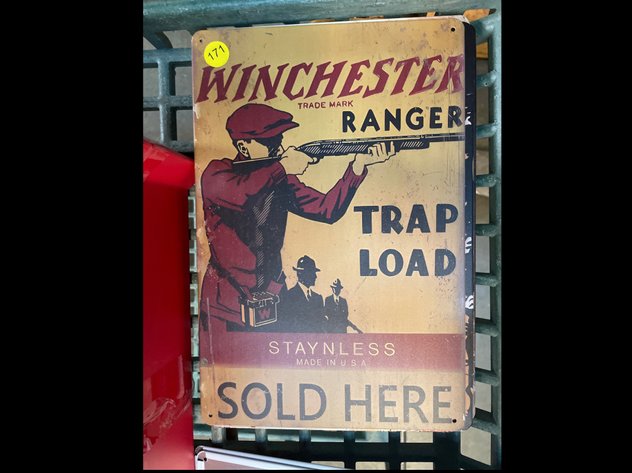 171
WINCHESTER
TRADE MARK
RANGER
TRAP
LOAD
W
STAYNLESS
MADE IN U S A
SOLD HERE